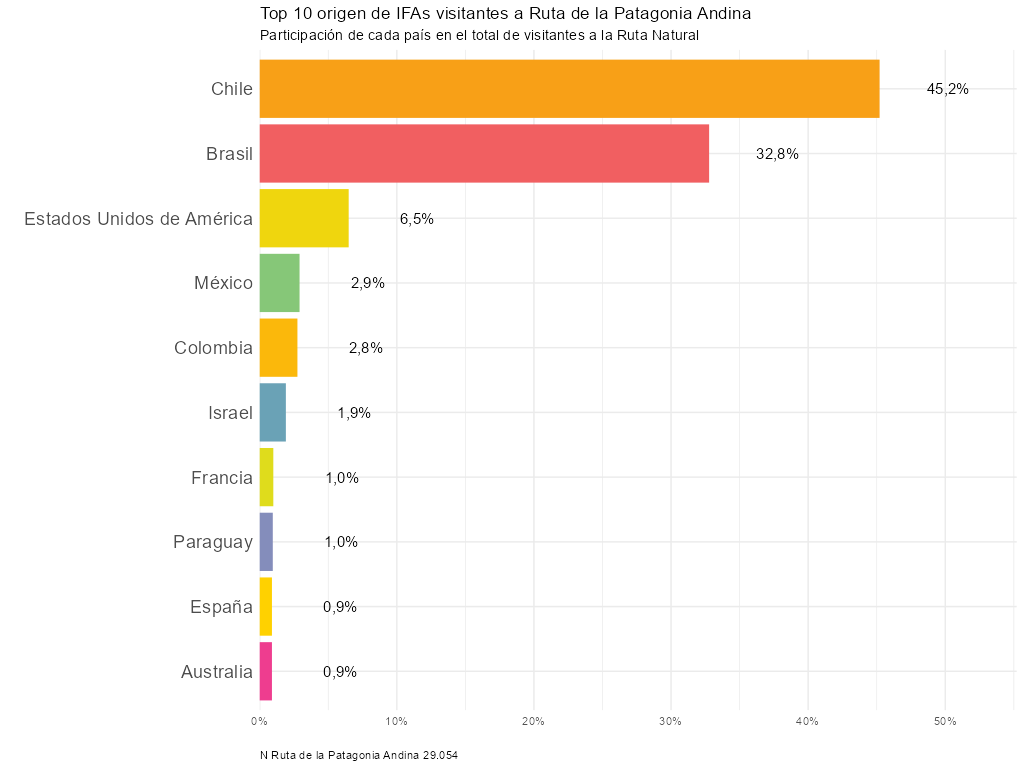 Top 10 origen de IFAs visitantes a Ruta de la Patagonia Andina
Participación de cada país en el total de visitantes a la Ruta Natural
Chile 45,2%
Brasil 32,8%
Estados Unidos de América 6,5%
México 2,9%
Colombia 2,8%
Israel 1,9%
Francia 1,0%
Paraguay 1,0%
España 0,9%
Australia 0,9%
0% 10% 20% 30% 40% 50%
N Ruta de la Patagonia Andina 29.054